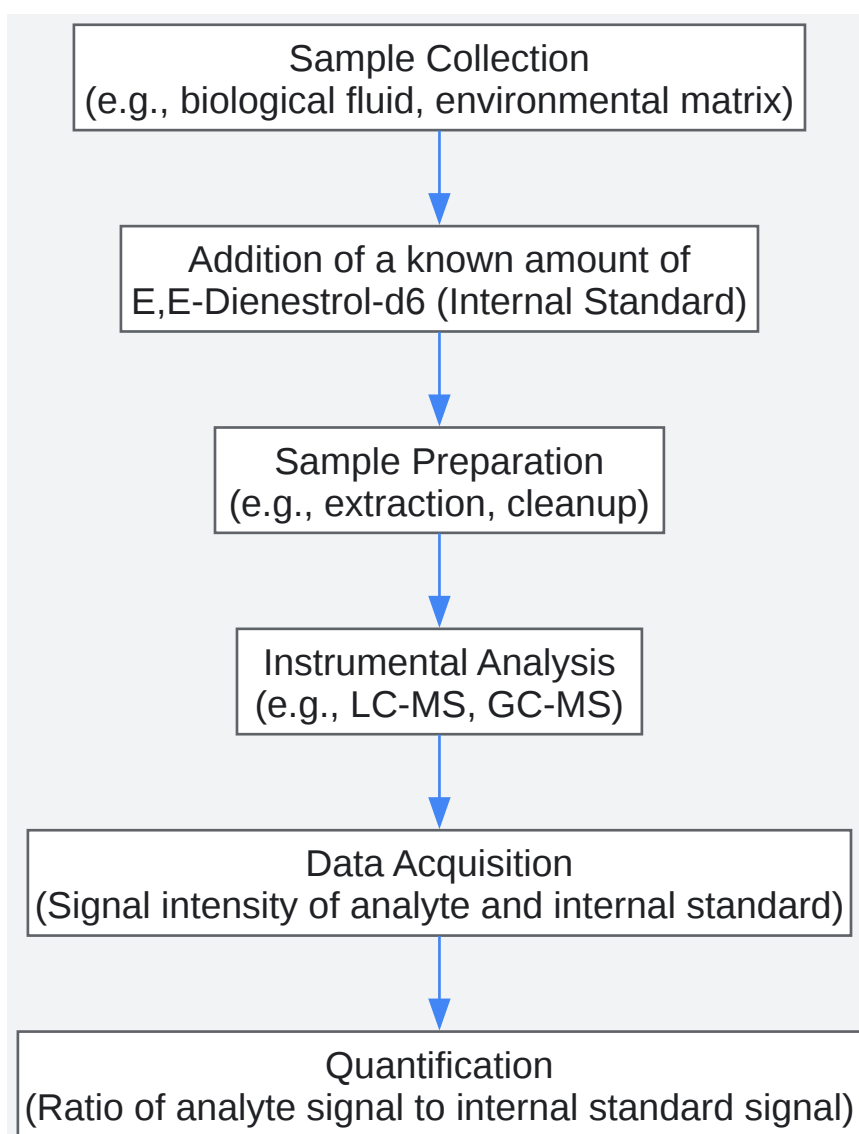 Sample Collection
(e.g., biological fluid, environmental matrix)
Addition of a known amount of
E,E-Dienestrol-d6 (Internal Standard)
Sample Preparation
(e.g., extraction, cleanup)
Instrumental Analysis
(e.g., LC-MS, GC-MS)
Data Acquisition
(Signal intensity of analyte and internal standard)
Quantification
(Ratio of analyte signal to internal standard signal)